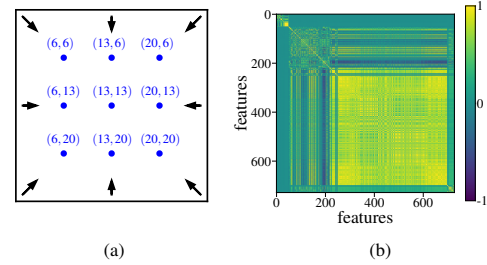 (6, 6) (13, 6) (20, 6)
(6, 13) (13, 13) (20, 13)
(6, 20) (13, 20) (20, 20)
(a)
features
0
200
400
600
0 200 400 600
features
1
0
-1
(b)